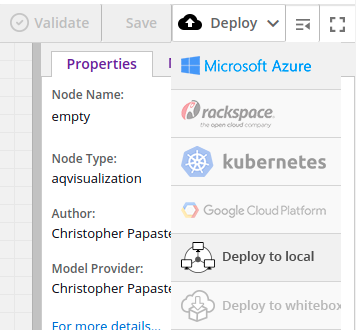 Validate
Save
Deploy
Properties
Node Name:
empty
Node Type:
aqvisualization
Author:
Christopher Papaste
Model Provider:
Christopher Papaste
For more details...
Microsoft Azure
rackspace
the open cloud company
kubernetes
Google Cloud Platform
Deploy to local
Deploy to whitebox